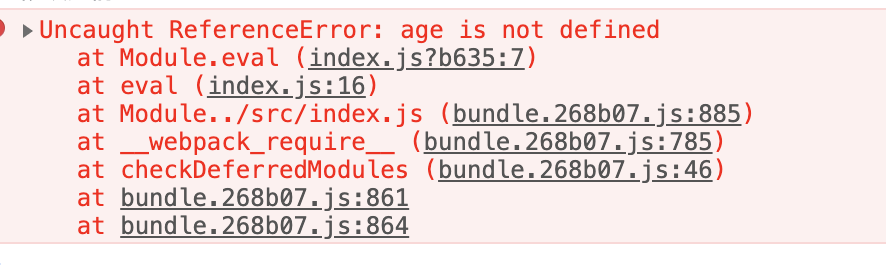 Uncaught ReferenceError: age is not defined
at Module.eval (index.js?b635:7)
at eval (index.js:16)
at Module../src/index.js (bundle.268b07.js:885)
at __webpack_require__ (bundle.268b07.js:785)
at checkDeferredModules (bundle.268b07.js:46)
at bundle.268b07.js:861
at bundle.268b07.js:864